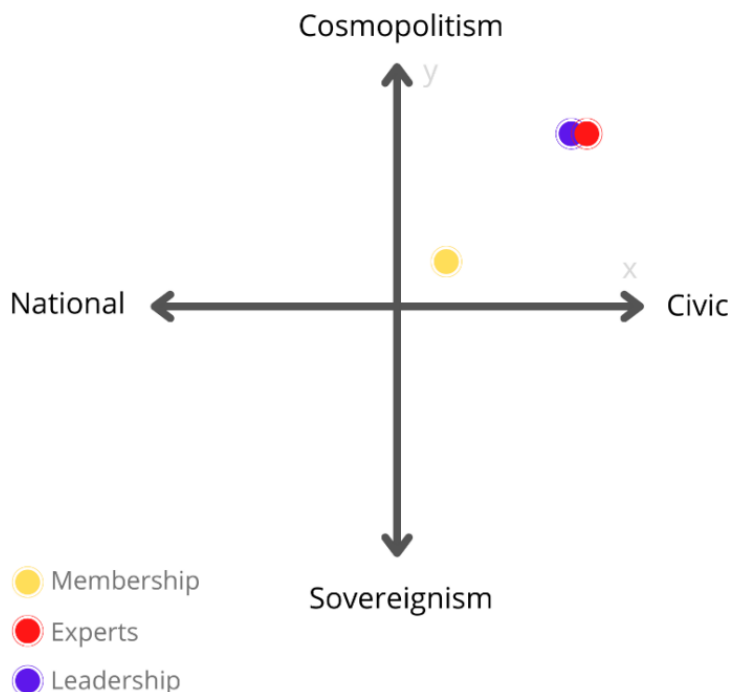 Cosmopolitism
y
x
National
Civic
Sovereignism
Membership
Experts
Leadership